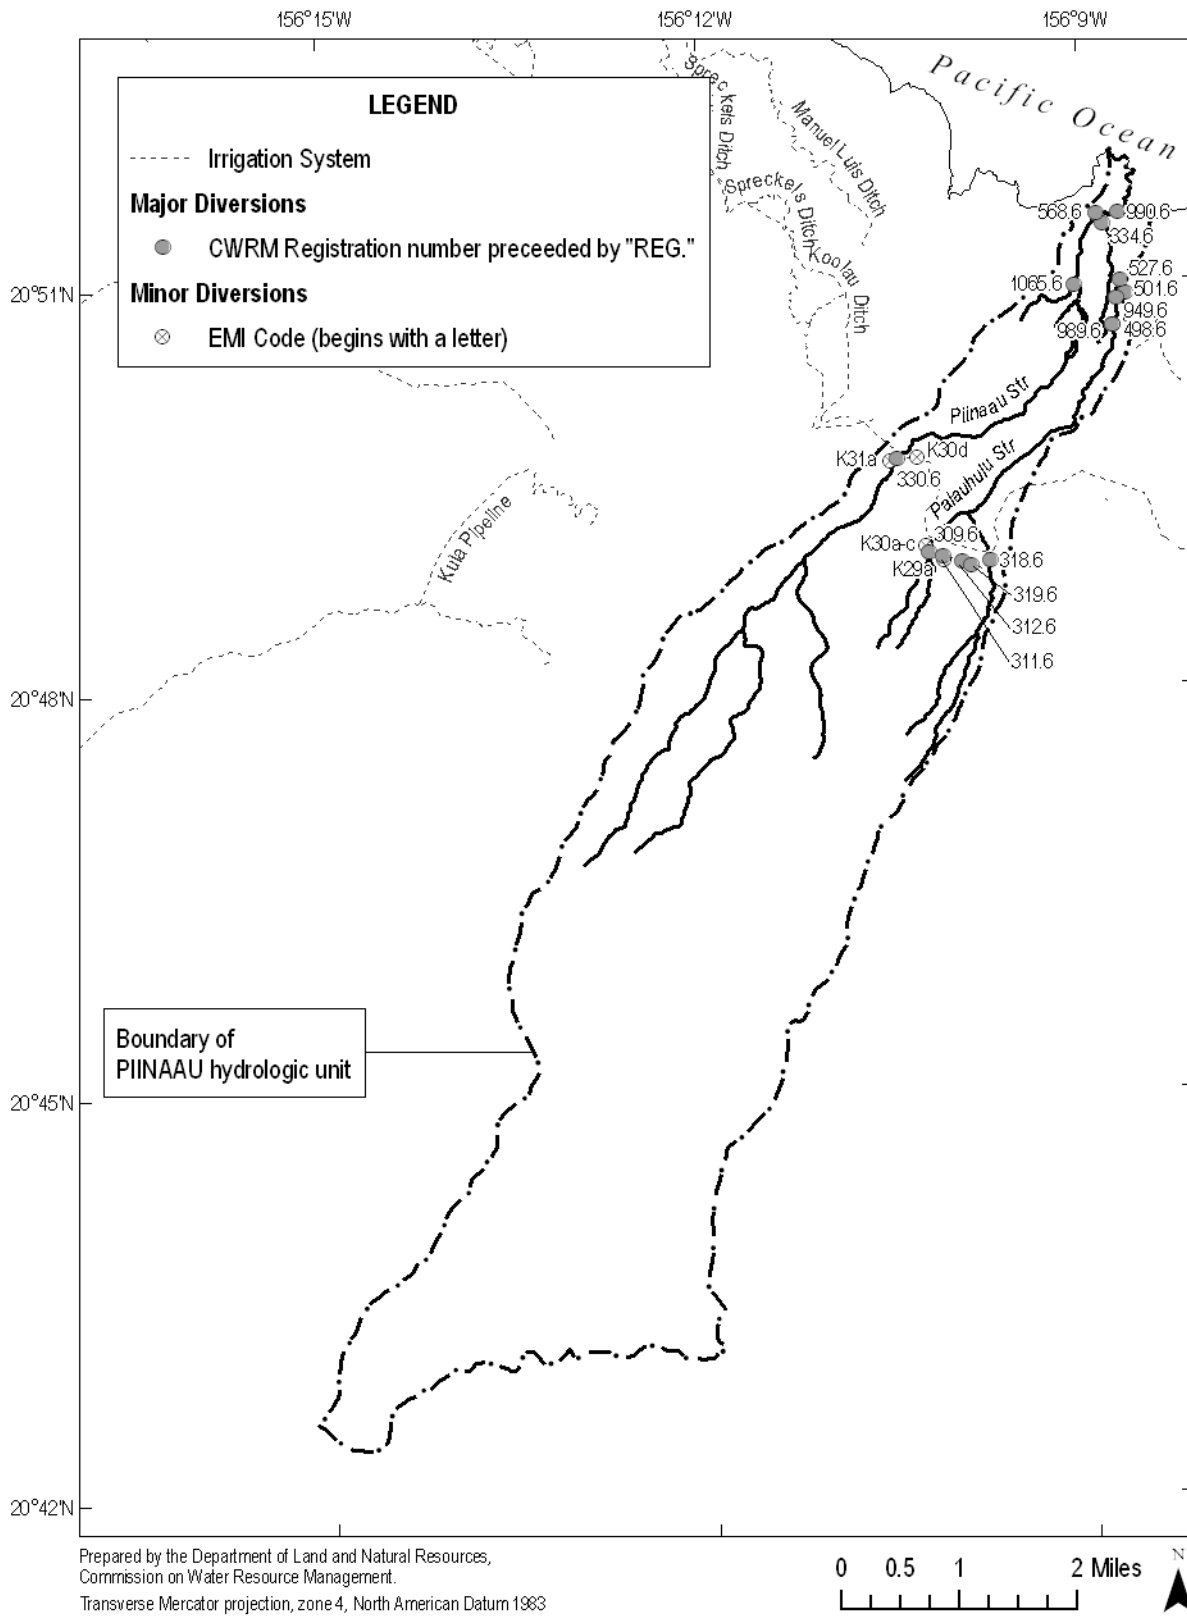 156°15'W
156°12'W
156°9'W
Pacific Ocean
LEGEND
Irrigation System
Major Diversions
CWRM Registration number preceeded by "REG."
Minor Diversions
EMI Code (begins with a letter)
Spreckels Ditch
Manuel Luis Ditch
Spreckels Ditch
Koolau Ditch
568.6
990.6
334.6
527.6
1065.6
501.6
949.6
989.6
498.6
20°51'N
Piinaau Str
K31a
K30d
330.6
Palauhulu Str
Kula Pipeline
309.6
K30a-c
K29a
318.6
319.6
312.6
311.6
20°48'N
Boundary of
PIINAAU hydrologic unit
20°45'N
20°42'N
Prepared by the Department of Land and Natural Resources,
Commission on Water Resource Management.
Transverse Mercator projection, zone 4, North American Datum 1983
0 0.5 1 2 Miles
N